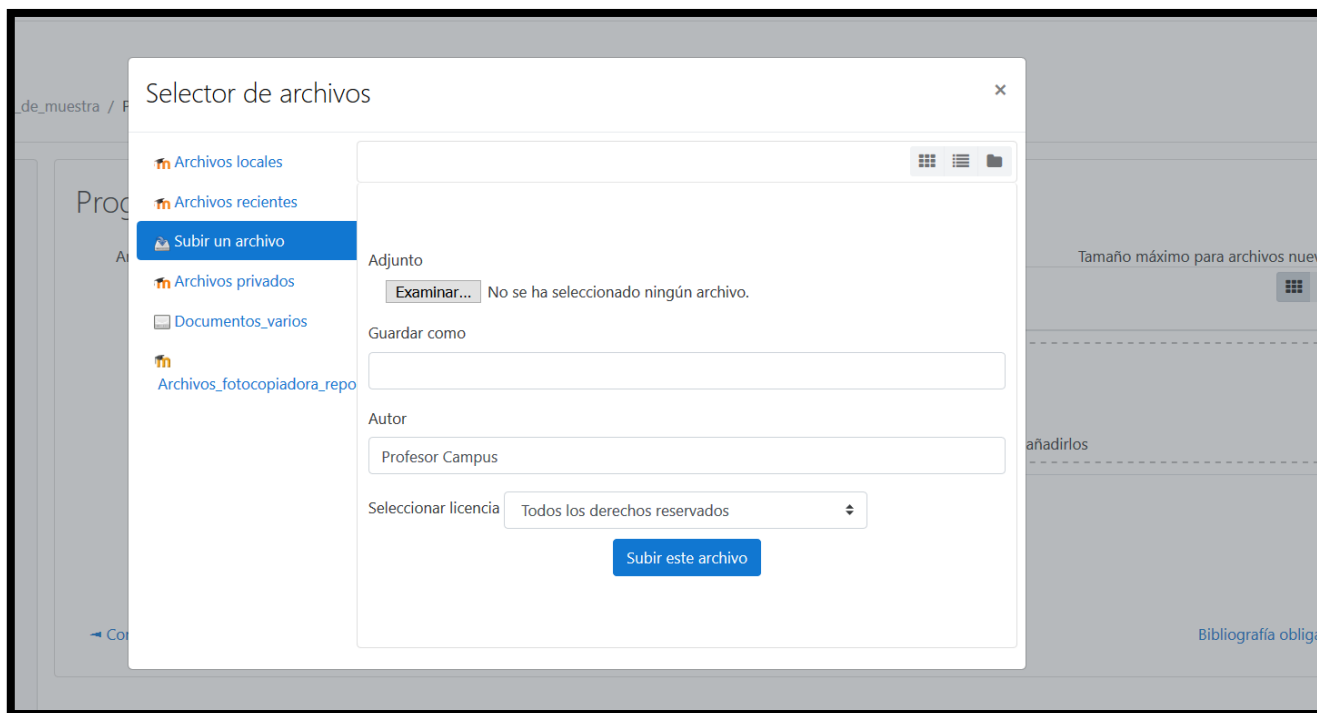 Selector de archivos
×
_de_muestra / P
Archivos locales
Archivos recientes
Prog
Subir un archivo
Ar
Adjunto
Tamaño máximo para archivos nuev
Archivos privados
Examinar... No se ha seleccionado ningún archivo.
Documentos_varios
Guardar como
Archivos_fotocopiadora_repo
Autor
Profesor Campus
añadirlos
Seleccionar licencia Todos los derechos reservados
Subir este archivo
◄ Cor
Bibliografía obliga